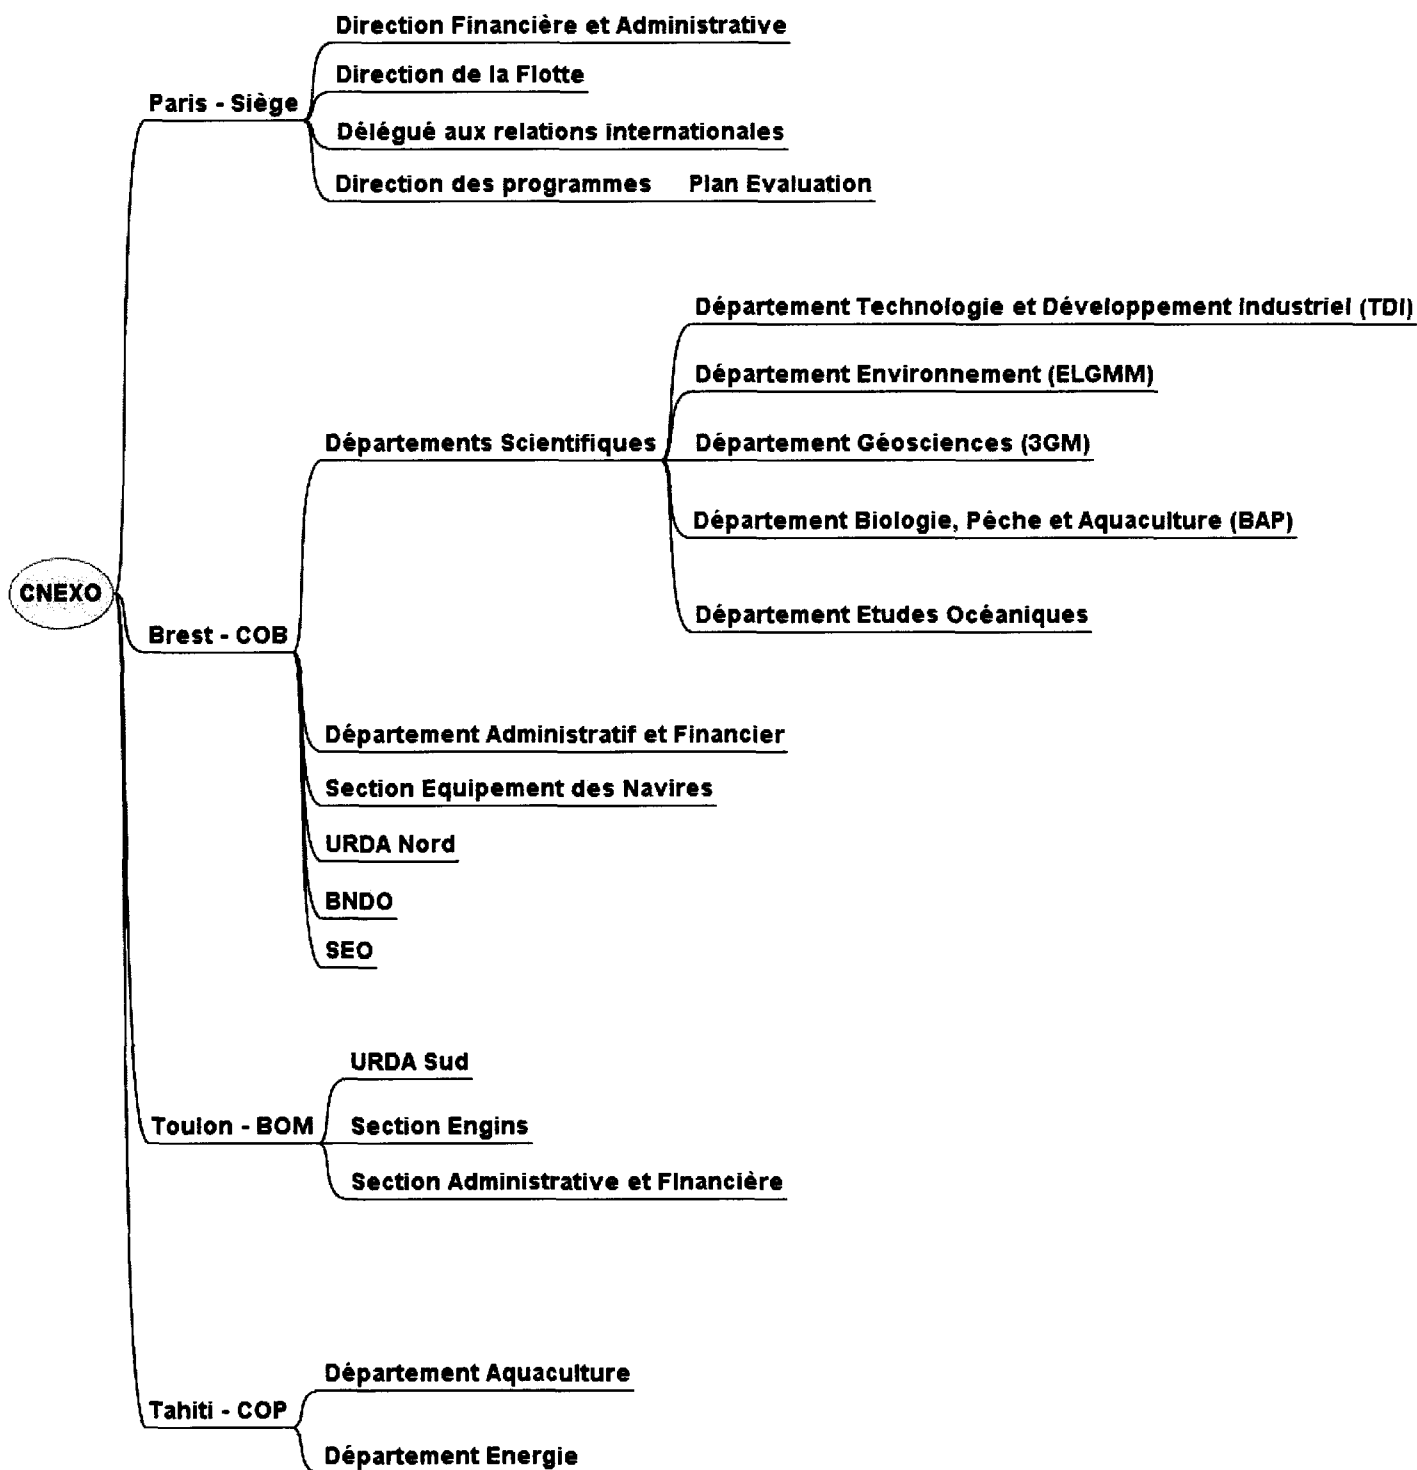 Direction Financière et Administrative
Direction de la Flotte
Paris - Siège
Délégué aux relations internationales
Direction des programmes Plan Evaluation
Département Technologie et Développement Industriel (TDI)
Département Environnement (ELGMM)
Départements Scientifiques
Département Géosciences (3GM)
Département Biologie, Pêche et Aquaculture (BAP)
CNEXO
Département Etudes Océaniques
Brest - COB
Département Administratif et Financier
Section Equipement des Navires
URDA Nord
BNDO
SEO
URDA Sud
Toulon - BOM
Section Engins
Section Administrative et Financière
Département Aquaculture
Tahiti - COP
Département Energie